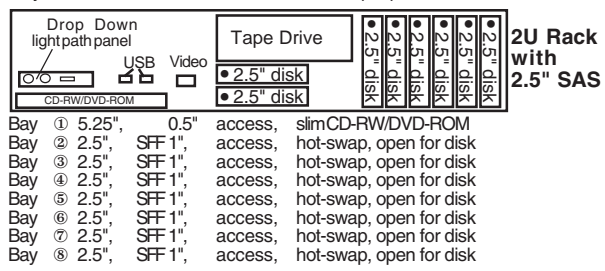 Drop Down
light path panel
USB
Video
Tape Drive
• 2.5" disk
• 2.5" disk
• 2.5" disk
• 2.5" disk
• 2.5" disk
• 2.5" disk
• 2.5" disk
• 2.5" disk
CD-RW/DVD-ROM
2U Rack
with
2.5" SAS
Bay ① 5.25", 0.5" access, slimCD-RW/DVD-ROM
Bay ② 2.5", SFF 1", access, hot-swap, open for disk
Bay ③ 2.5", SFF 1", access, hot-swap, open for disk
Bay ④ 2.5", SFF 1", access, hot-swap, open for disk
Bay ⑤ 2.5", SFF 1", access, hot-swap, open for disk
Bay ⑥ 2.5", SFF 1", access, hot-swap, open for disk
Bay ⑦ 2.5", SFF 1", access, hot-swap, open for disk
Bay ⑧ 2.5", SFF 1", access, hot-swap, open for disk